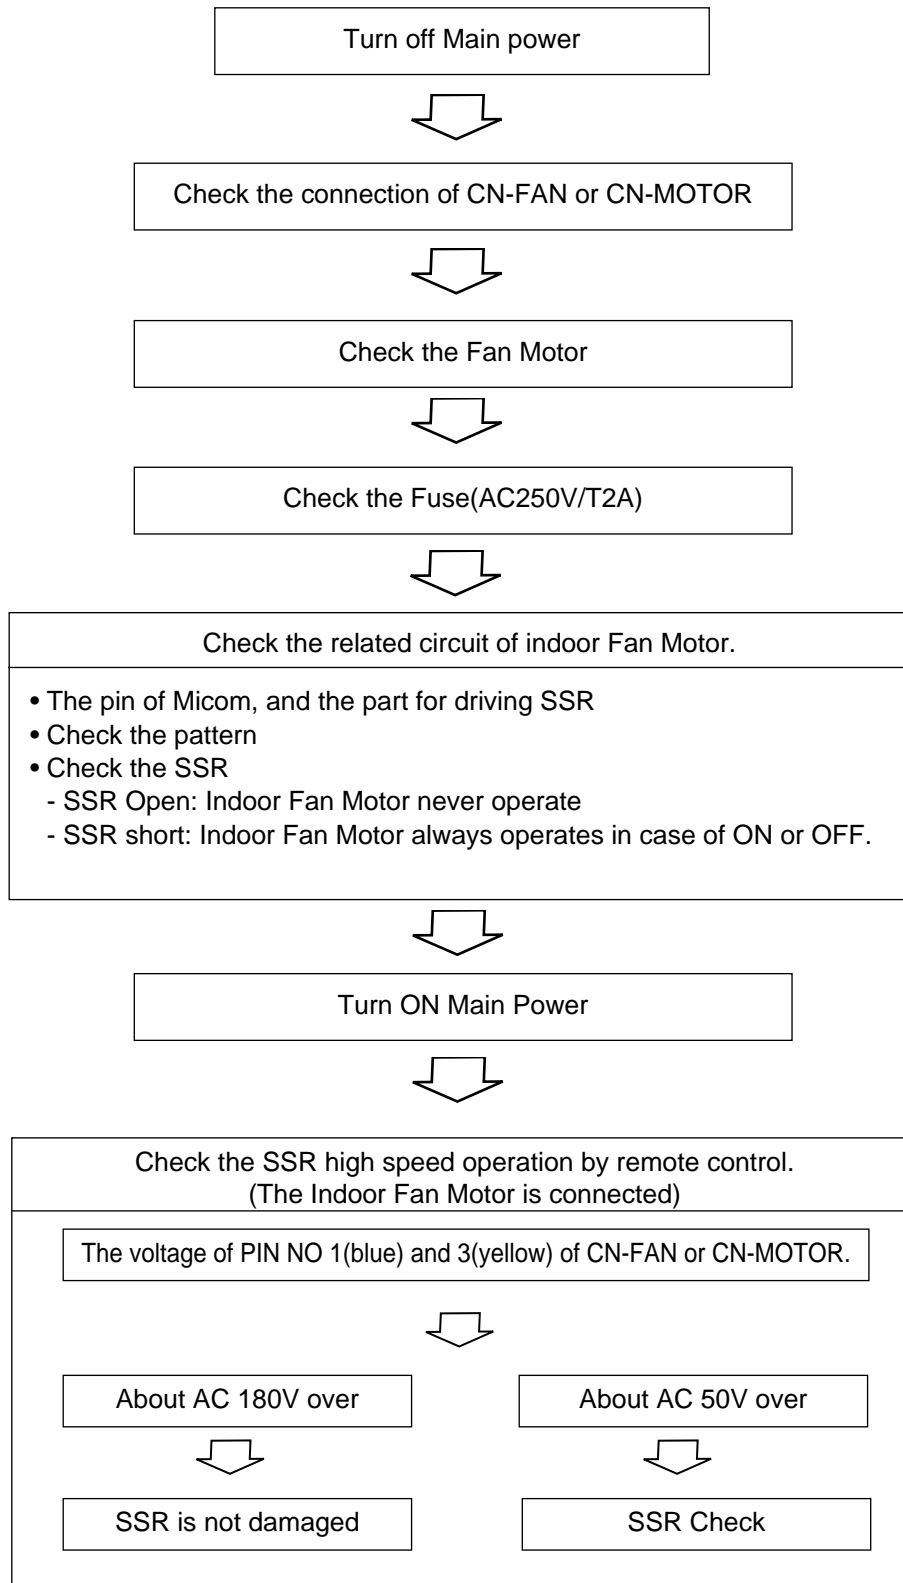 Turn off Main power
Check the connection of CN-FAN or CN-MOTOR
Check the Fan Motor
Check the Fuse(AC250V/T2A)
Check the related circuit of indoor Fan Motor.
• The pin of Micom, and the part for driving SSR
• Check the pattern
• Check the SSR
- SSR Open: Indoor Fan Motor never operate
- SSR short: Indoor Fan Motor always operates in case of ON or OFF.
Turn ON Main Power
Check the SSR high speed operation by remote control.
(The Indoor Fan Motor is connected)
The voltage of PIN NO 1(blue) and 3(yellow) of CN-FAN or CN-MOTOR.
About AC 180V over
About AC 50V over
SSR is not damaged
SSR Check